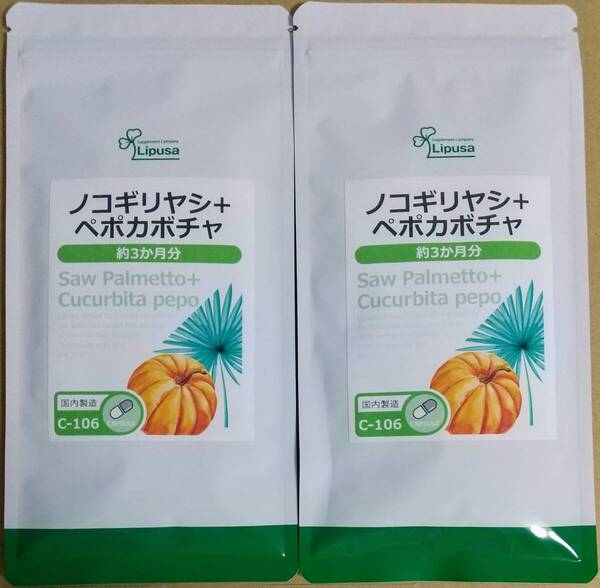 Supplement Company
Lipusa
ノコギリヤシ+
ペポカボチャ
約3か月分
Saw Palmetto+
Cucurbita pepo
国内製造
C-106
CAPSULE
Supplement Company
Lipusa
ノコギリヤシ+
ペポカボチャ
約3か月分
Saw Palmetto+
Cucurbita pepo
国内製造
C-106
CAPSULE